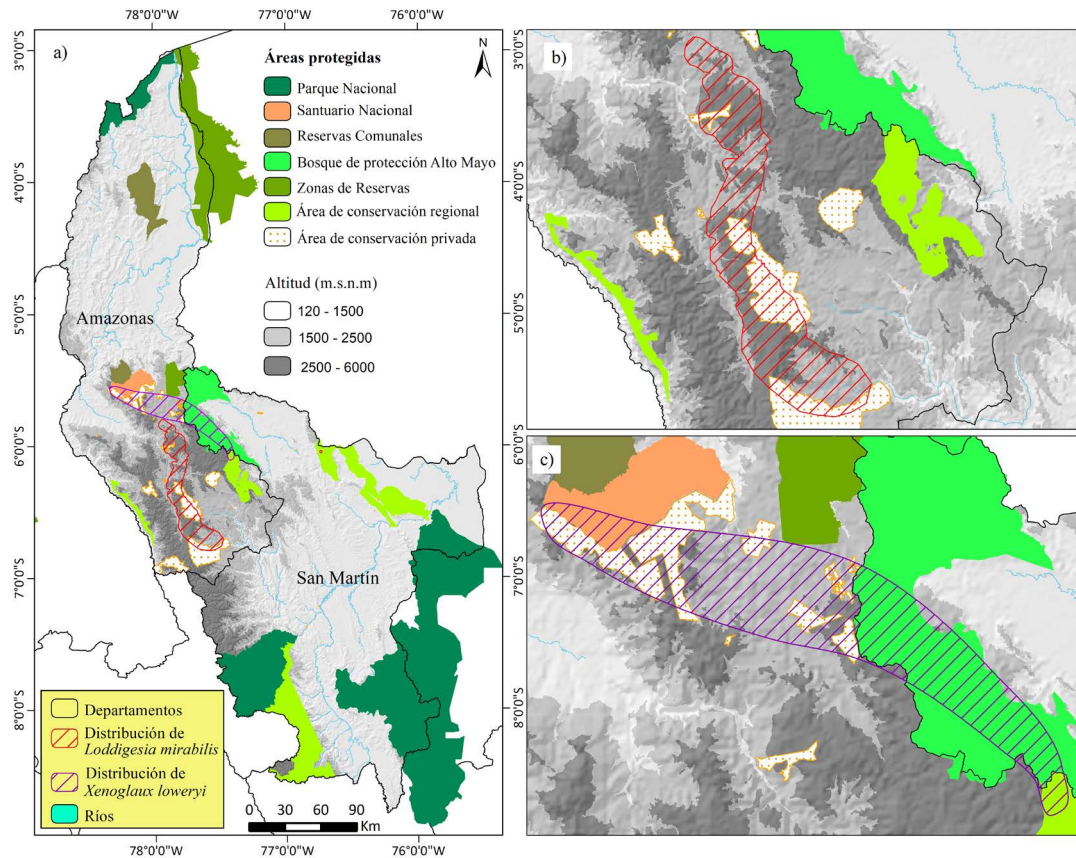 78°0'0"W 77°0'0"W 76°0'0"W
a)
N
3°0'0"S
4°0'0"S
5°0'0"S
6°0'0"S
7°0'0"S
8°0'0"S
Áreas protegidas
Parque Nacional
Santuario Nacional
Reservas Comunales
Bosque de protección Alto Mayo
Zonas de Reservas
Área de conservación regional
Área de conservación privada
Altitud (m.s.n.m)
120 - 1500
1500 - 2500
2500 - 6000
Amazonas
San Martín
Departamentos
Distribución de
Loddigesia mirabilis
Distribución de
Xenoglaux loweryi
Ríos
0 30 60 90
Km
78°0'0"W 77°0'0"W 76°0'0"W
b)
3°0'0"S
4°0'0"S
5°0'0"S
c)
6°0'0"S
7°0'0"S
8°0'0"S